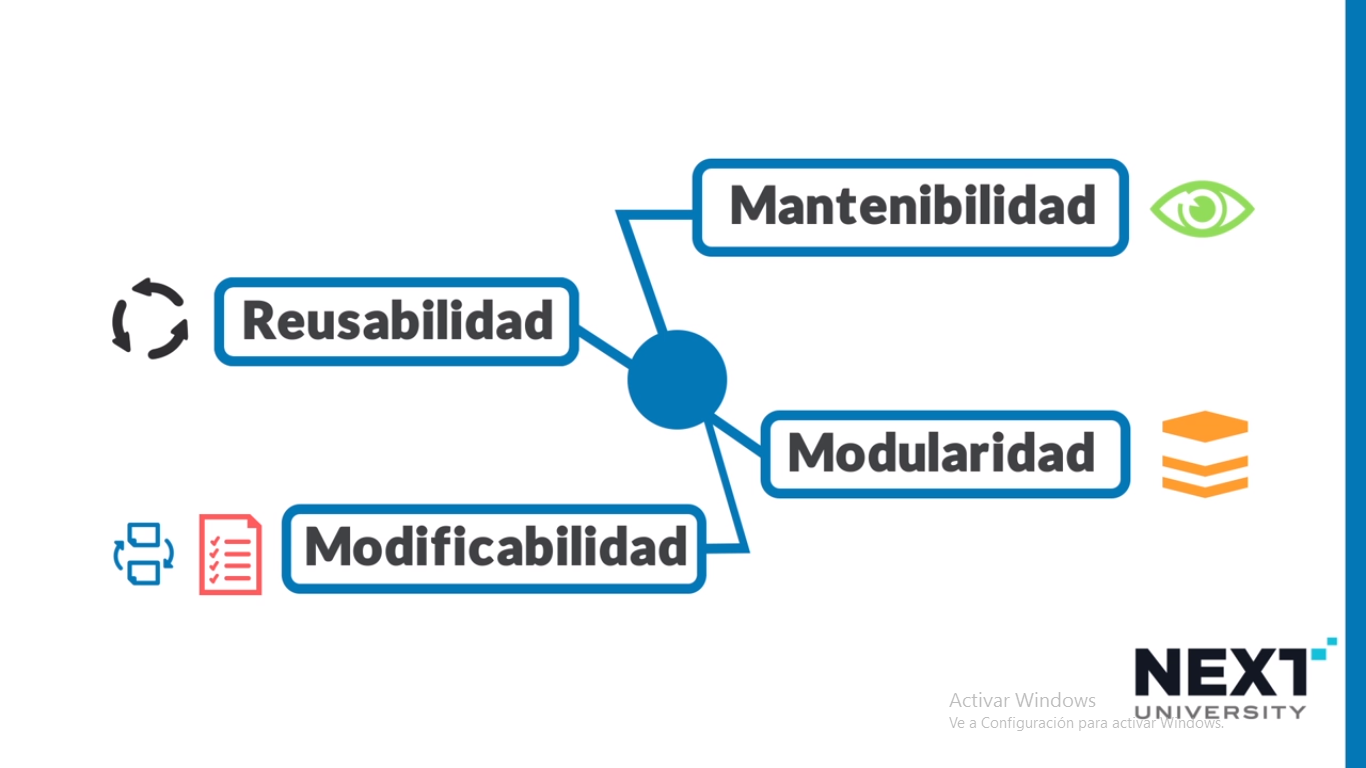 Mantenibilidad
Reusabilidad
Modularidad
Modificabilidad
NEXT
UNIVERSITY
Activar Windows
Ve a Configuración para activar Windows.